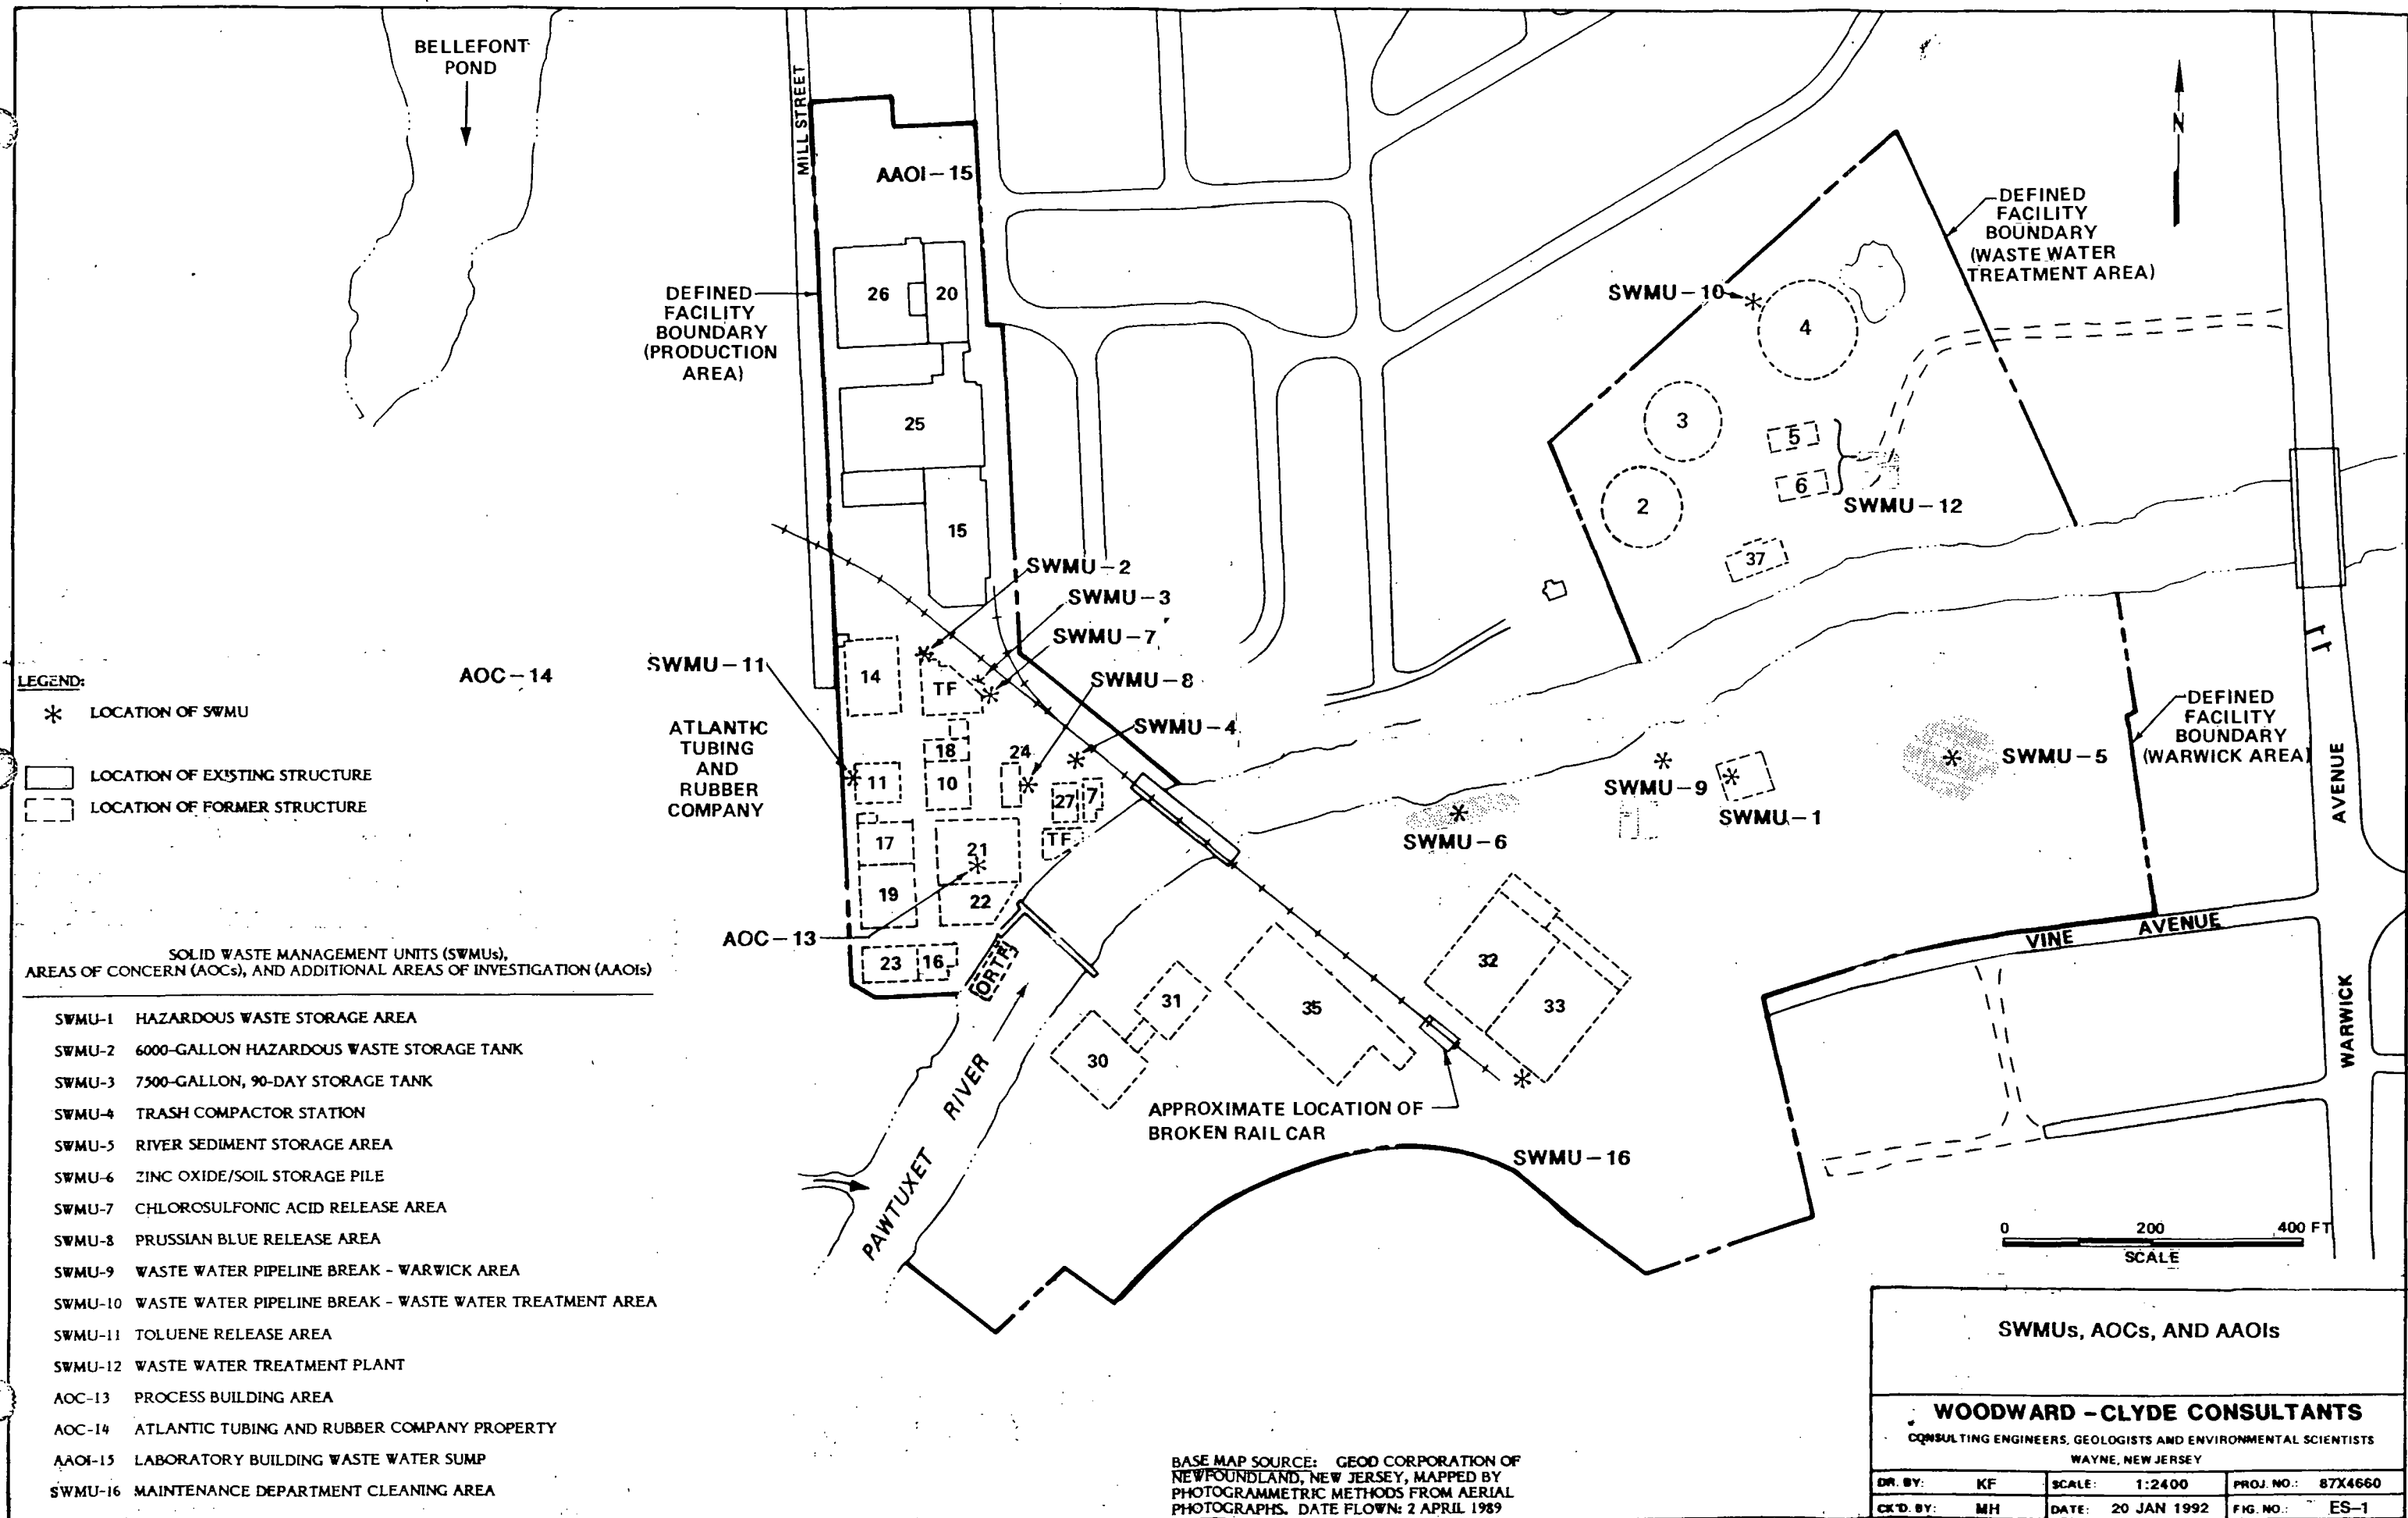 BELLEFONT
POND
MILL STREET
AAOI-15
N
DEFINED
FACILITY
BOUNDARY
(WASTE WATER
TREATMENT AREA)
DEFINED
FACILITY
BOUNDARY
(PRODUCTION
AREA)
26
20
SWMU-10
4
3
25
5
6
2
SWMU-12
15
37
SWMU-2
SWMU-3
SWMU-7
SWMU-11
AOC-14
14
TF
SWMU-8
SWMU-4
ATLANTIC
TUBING
AND
RUBBER
COMPANY
18
24
11
10
27
7
TF
17
21
19
22
AOC-13
23
16
ORTF
SWMU-9
SWMU-1
SWMU-6
SWMU-5
DEFINED
FACILITY
BOUNDARY
(WARWICK AREA)
WARWICK AVENUE
VINE AVENUE
32
33
31
35
30
APPROXIMATE LOCATION OF
BROKEN RAIL CAR
SWMU-16
PAWTUXET RIVER
LEGEND:
LOCATION OF SWMU
LOCATION OF EXISTING STRUCTURE
LOCATION OF FORMER STRUCTURE
SOLID WASTE MANAGEMENT UNITS (SWMUs),
AREAS OF CONCERN (AOCs), AND ADDITIONAL AREAS OF INVESTIGATION (AAOIs)
SWMU-1 HAZARDOUS WASTE STORAGE AREA
SWMU-2 6000-GALLON HAZARDOUS WASTE STORAGE TANK
SWMU-3 7500-GALLON, 90-DAY STORAGE TANK
SWMU-4 TRASH COMPACTOR STATION
SWMU-5 RIVER SEDIMENT STORAGE AREA
SWMU-6 ZINC OXIDE/SOIL STORAGE PILE
SWMU-7 CHLOROSULFONIC ACID RELEASE AREA
SWMU-8 PRUSSIAN BLUE RELEASE AREA
SWMU-9 WASTE WATER PIPELINE BREAK - WARWICK AREA
SWMU-10 WASTE WATER PIPELINE BREAK - WASTE WATER TREATMENT AREA
SWMU-11 TOLUENE RELEASE AREA
SWMU-12 WASTE WATER TREATMENT PLANT
AOC-13 PROCESS BUILDING AREA
AOC-14 ATLANTIC TUBING AND RUBBER COMPANY PROPERTY
AAOI-15 LABORATORY BUILDING WASTE WATER SUMP
SWMU-16 MAINTENANCE DEPARTMENT CLEANING AREA
0 200 400 FT
SCALE
BASE MAP SOURCE: GEOD CORPORATION OF
NEWFOUNDLAND, NEW JERSEY, MAPPED BY
PHOTOGRAMMETRIC METHODS FROM AERIAL
PHOTOGRAPHS. DATE FLOWN: 2 APRIL 1989
SWMUs, AOCs, AND AAOIs
WOODWARD-CLYDE CONSULTANTS
CONSULTING ENGINEERS, GEOLOGISTS AND ENVIRONMENTAL SCIENTISTS
WAYNE, NEW JERSEY
DR. BY: KF SCALE: 1:2400 PROJ. NO.: 87X4660
CK'D. BY: MH DATE: 20 JAN 1992 FIG. NO.: ES-1